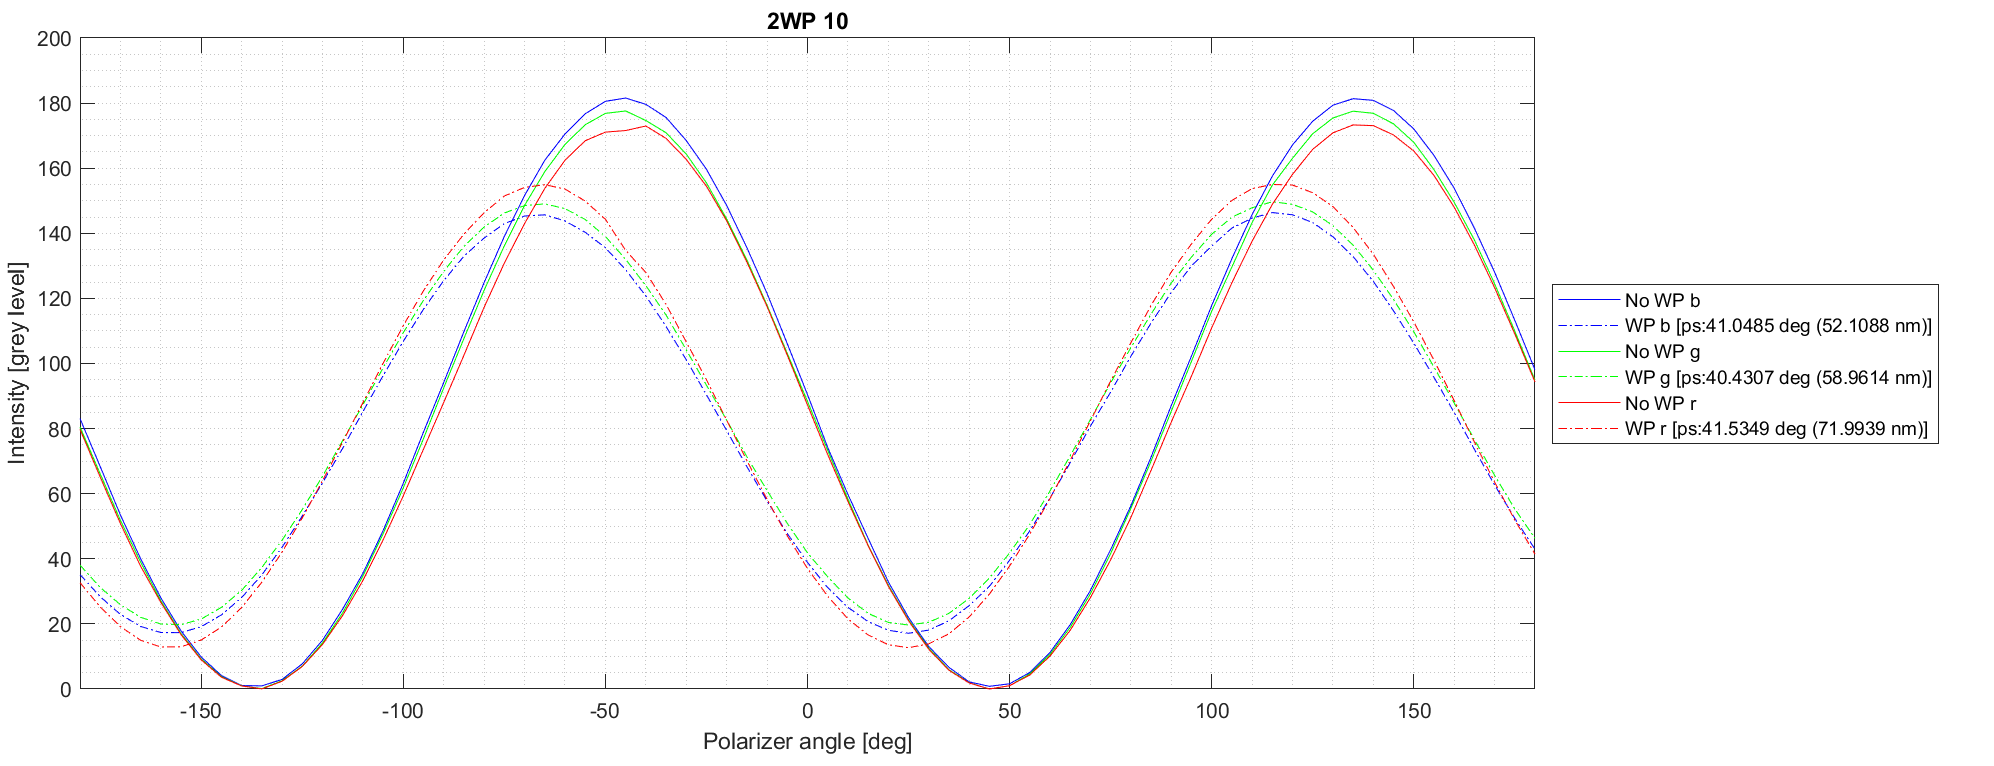 2WP 10
200
180
160
140
120
100
80
60
40
20
0
Intensity [grey level]
-150 -100 -50 0 50 100 150
Polarizer angle [deg]
No WP b
WP b [ps:41.0485 deg (52.1088 nm)]
No WP g
WP g [ps:40.4307 deg (58.9614 nm)]
No WP r
WP r [ps:41.5349 deg (71.9939 nm)]